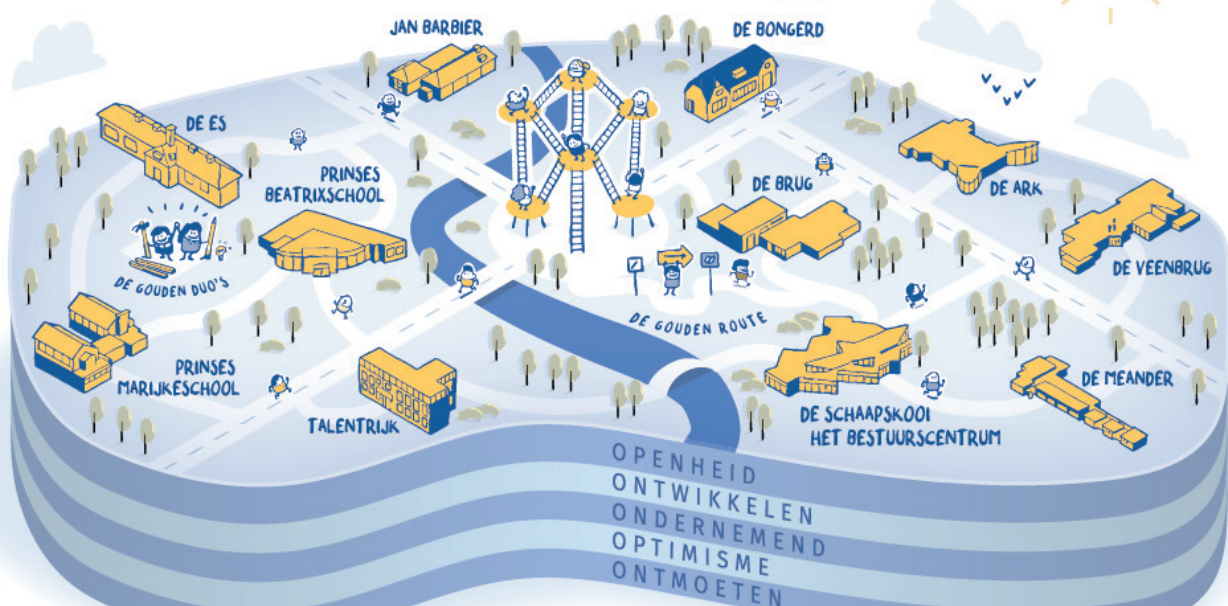 JAN BARBIER
DE BONGERD
DE ES
PRINSES
BEATRIXSCHOOL
DE BRUG
DE ARK
DE VEENBRUG
DE GOUDEN DUO'S
DE GOUDEN ROUTE
PRINSES
MARIJKESCHOOL
TALENTRIJK
DE SCHAAPSKOOI
HET BESTUURSCENTRUM
DE MEANDER
OPENHEID
ONTWIKKELEN
ONDERNEMEND
OPTIMISME
ONTMOETEN